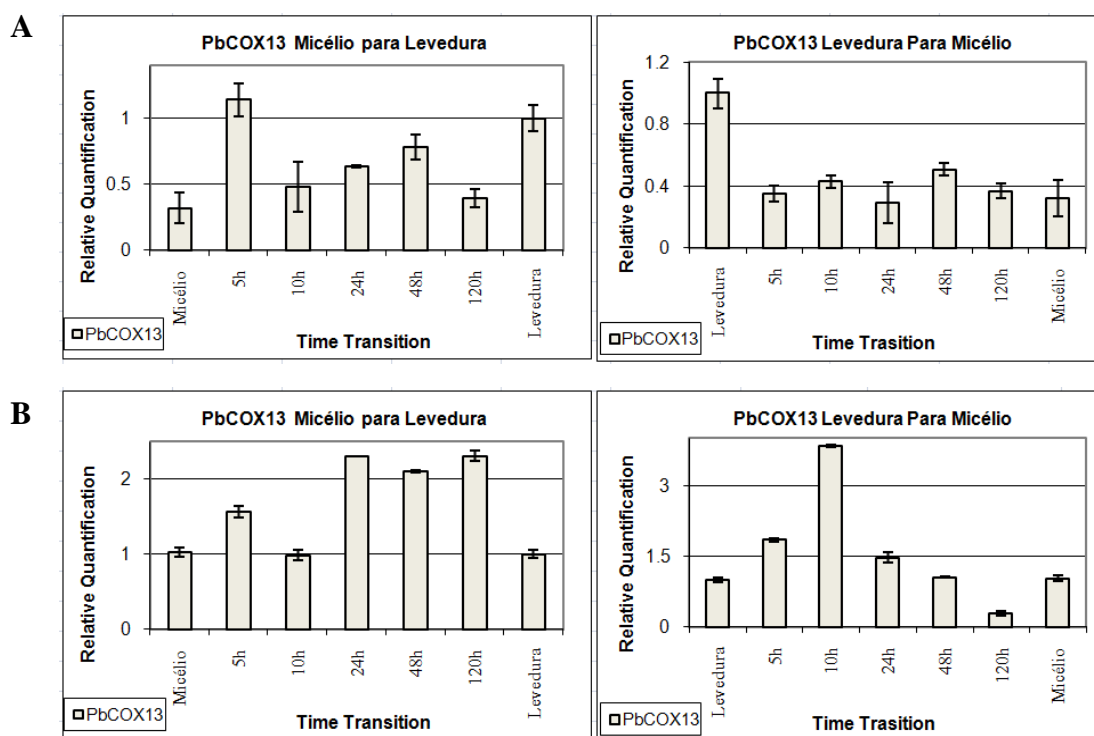 A
PbCOX13 Micélio para Levedura
Relative Quantification
1
0.5
0
Micélio
5h
10h
24h
48h
120h
Levedura
PbCOX13
Time Transition
PbCOX13 Levedura Para Micélio
Relative Quantification
1.2
0.8
0.4
0
Levedura
5h
10h
24h
48h
120h
Micélio
PbCOX13
Time Trasition
B
PbCOX13 Micélio para Levedura
Relative Quantification
2
1
0
Micélio
5h
10h
24h
48h
120h
Levedura
PbCOX13
Time Transition
PbCOX13 Levedura Para Micélio
Relative Quantification
3
1.5
0
Levedura
5h
10h
24h
48h
120h
Micélio
PbCOX13
Time Trasition